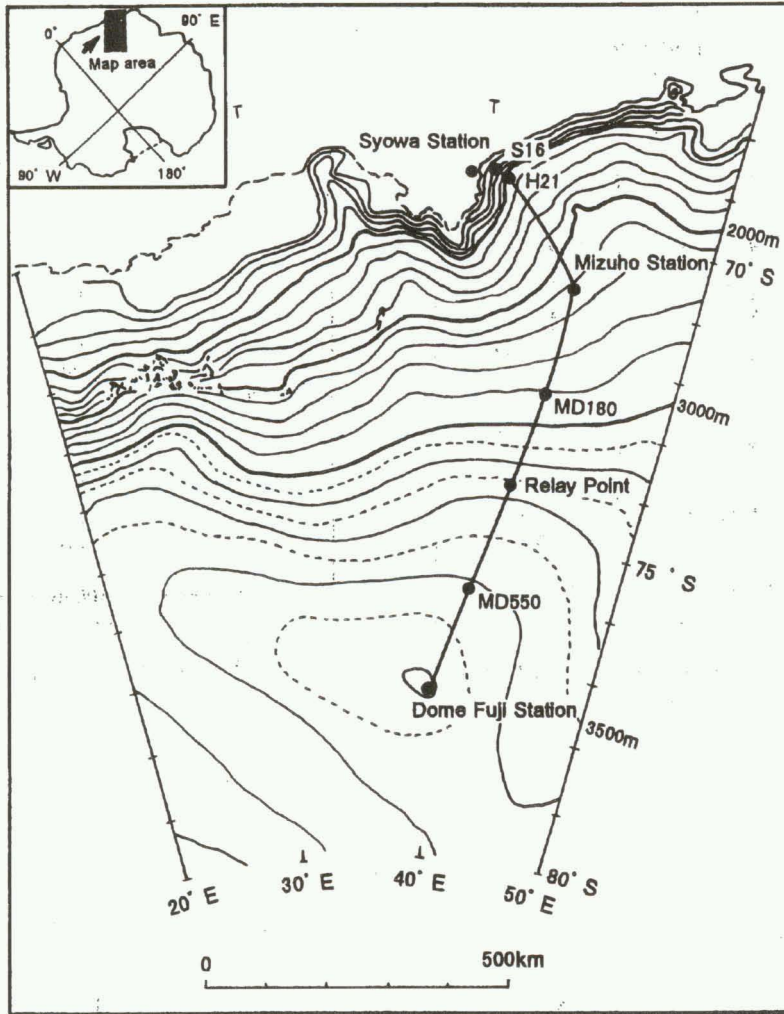 0°
90° E
Map area
90° W
180°
Syowa Station
S16
H21
2000m
70° S
Mizuho Station
MD180
3000m
Relay Point
75° S
MD550
Dome Fuji Station
3500m
20° E
30° E
40° E
50° E
80° S
0
500km